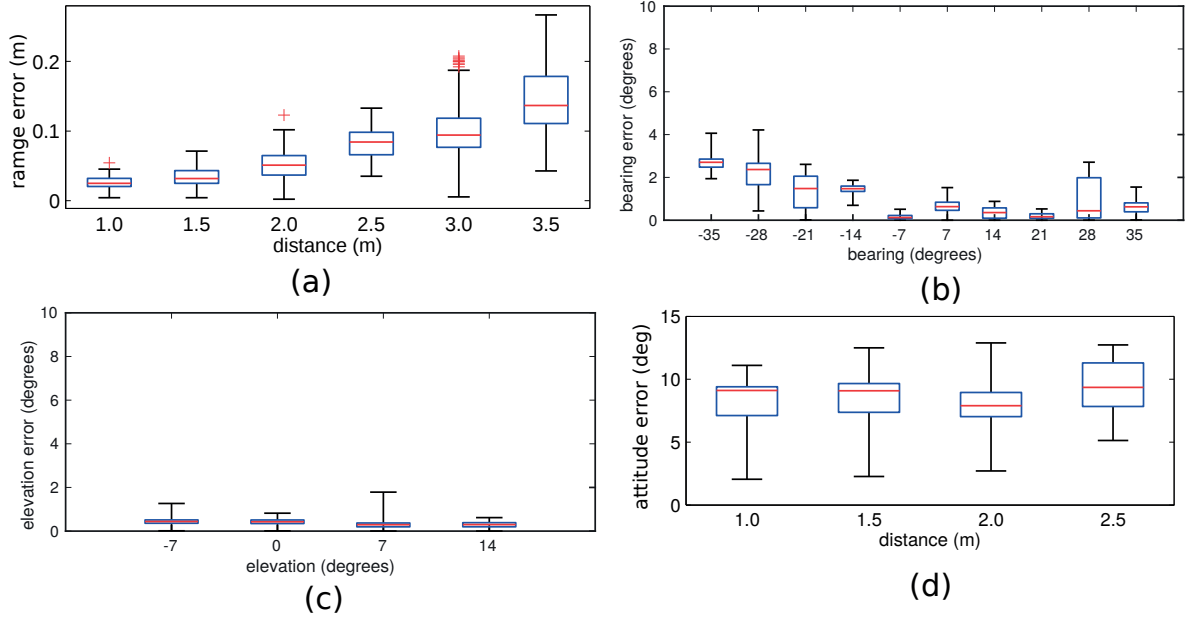 ramge error (m)
0.2
0.1
0
1.0 1.5 2.0 2.5 3.0 3.5
distance (m)
(a)
bearing error (degrees)
10
8
6
4
2
0
-35 -28 -21 -14 -7 7 14 21 28 35
bearing (degrees)
(b)
elevation error (degrees)
10
8
6
4
2
0
-7 0 7 14
elevation (degrees)
(c)
attitude error (deg)
15
10
5
0
1.0 1.5 2.0 2.5
distance (m)
(d)